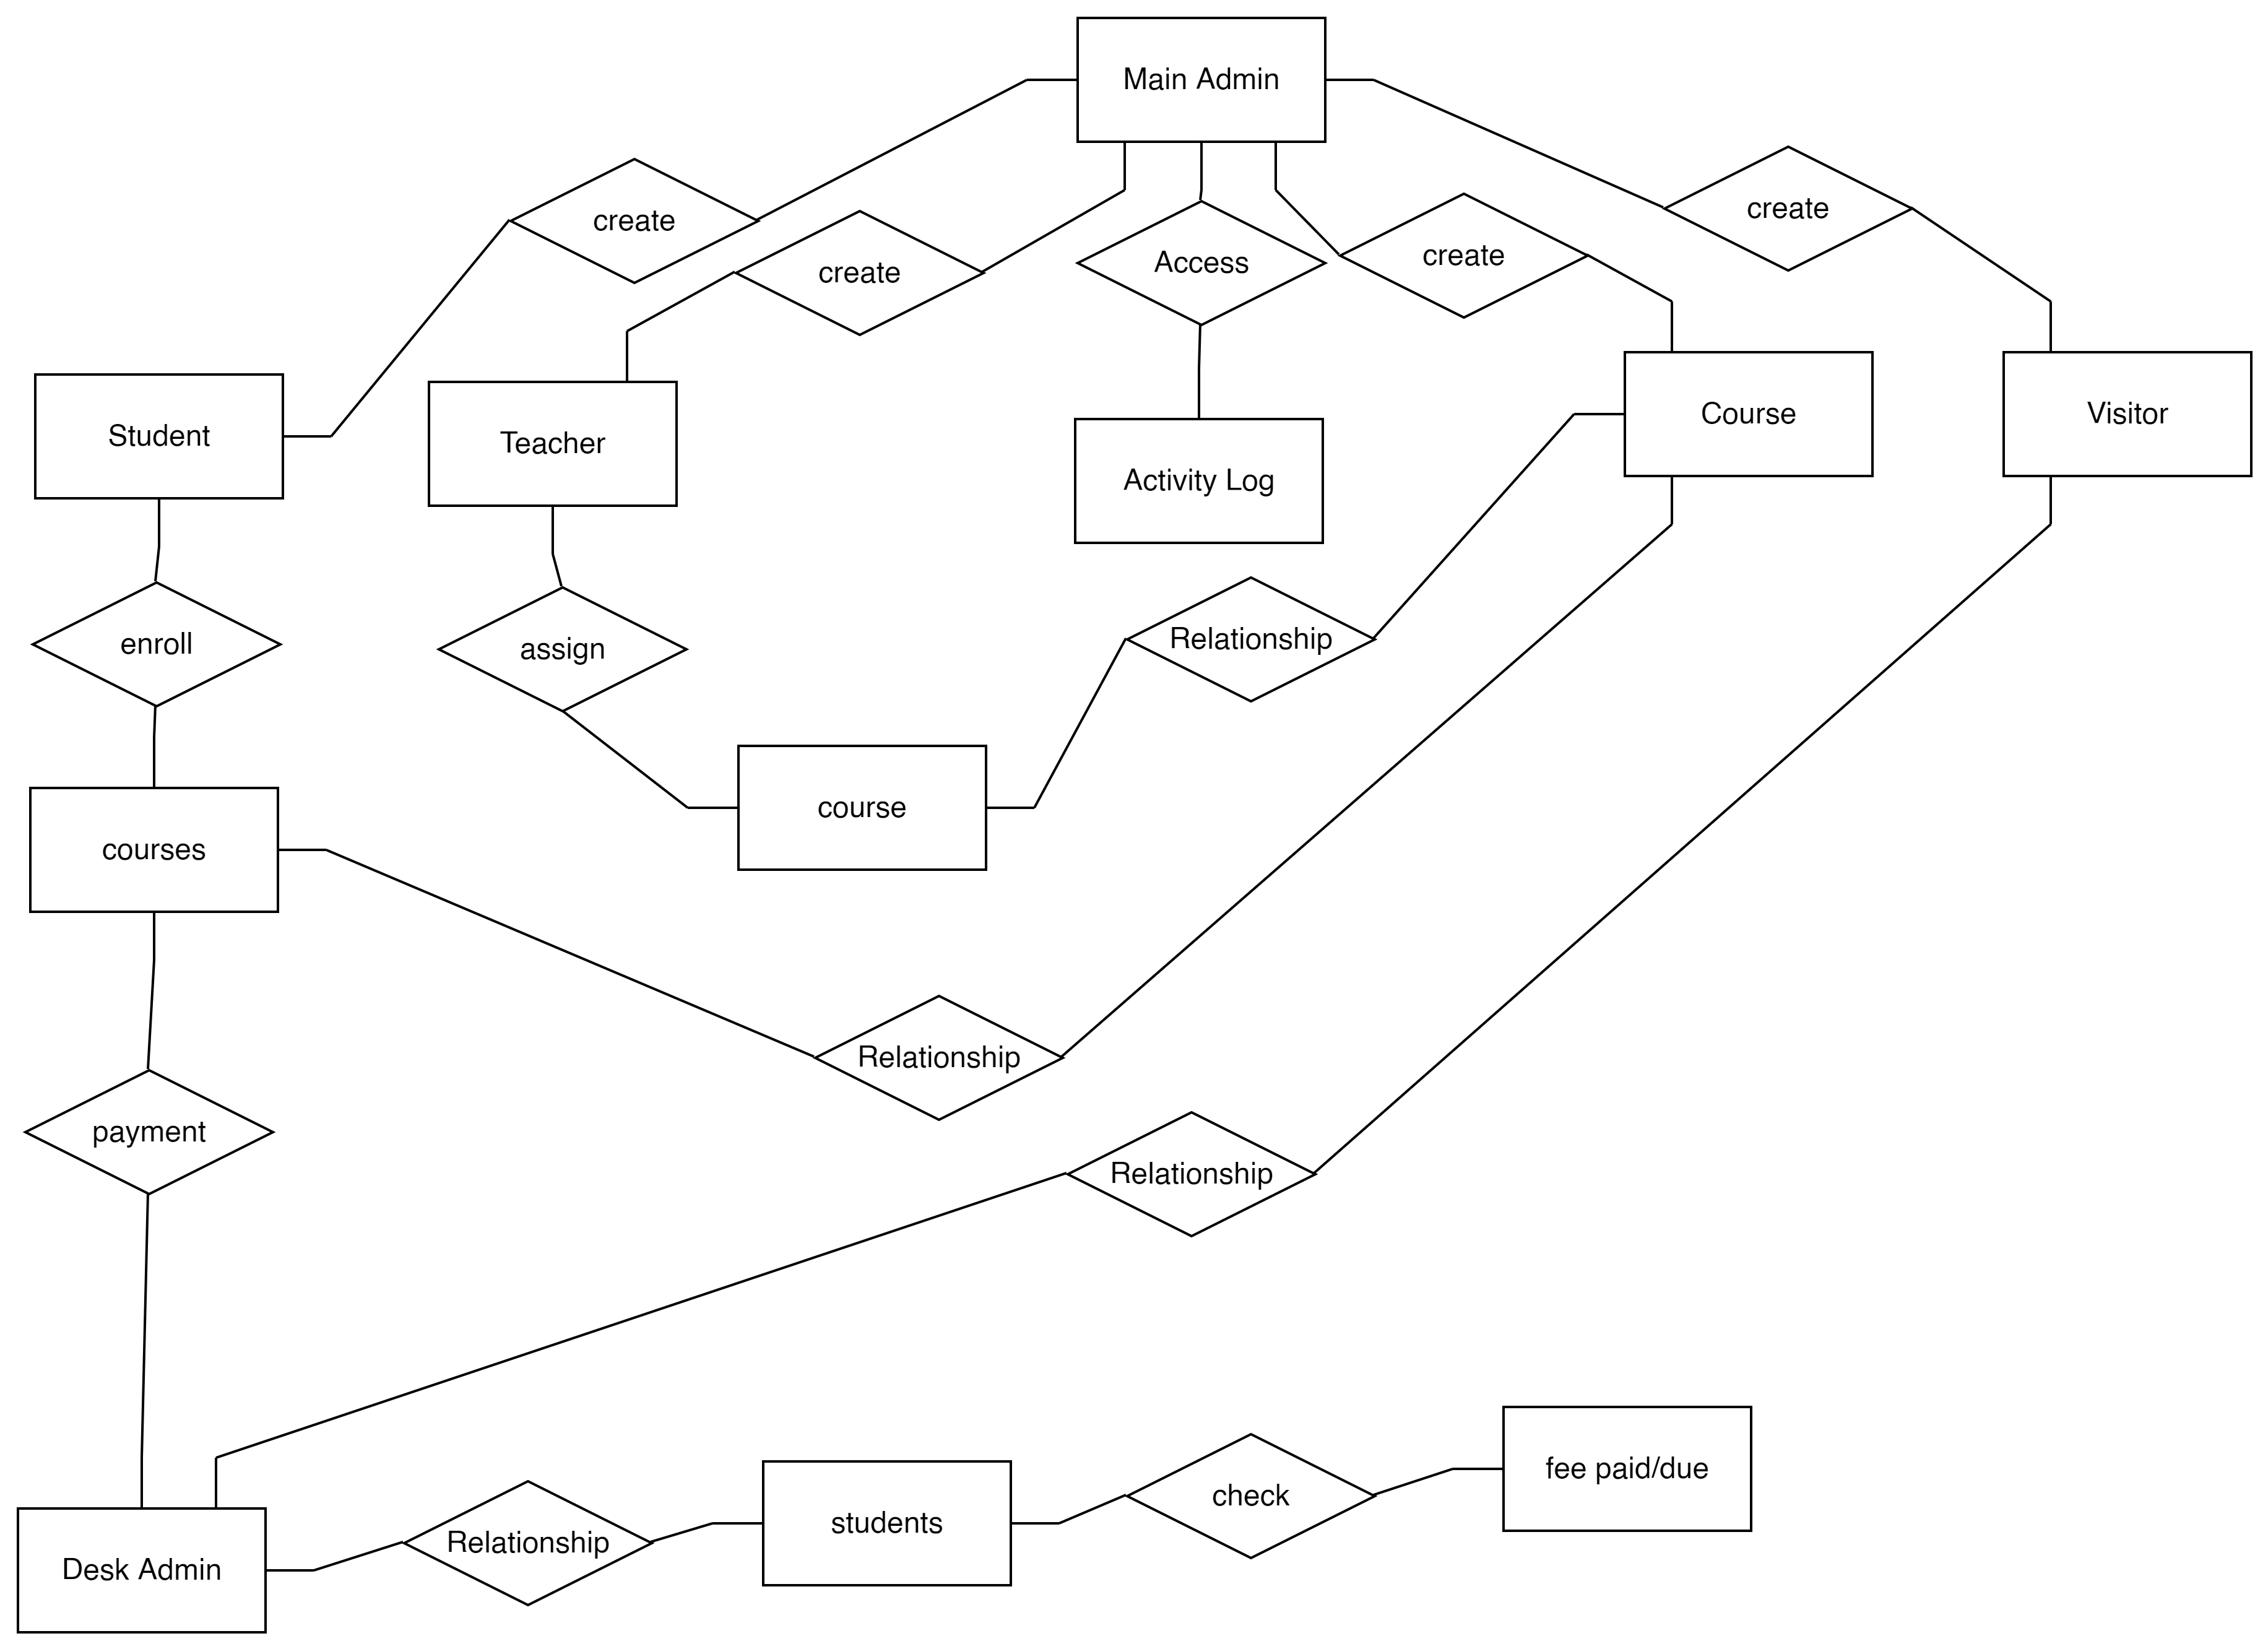 Main Admin
create
create
create
Access
create
Student
Teacher
Activity Log
Course
Visitor
enroll
assign
Relationship
courses
course
Relationship
payment
Relationship
Desk Admin
Relationship
students
check
fee paid/due